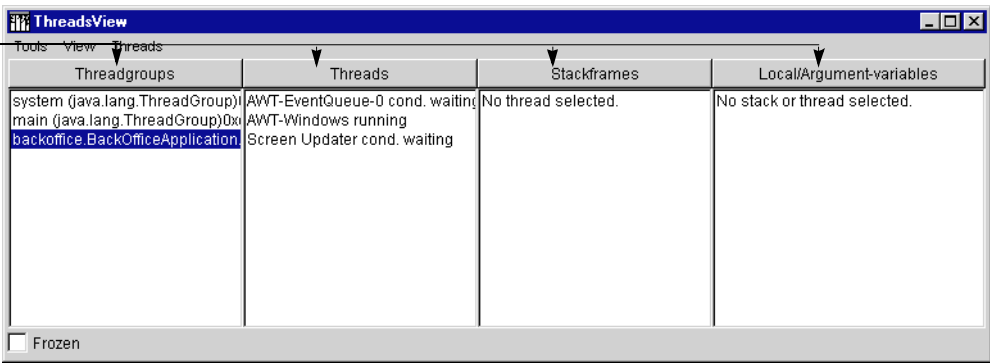 ThreadsView
Tools View Threads
Threadgroups Threads Stackframes Local/Argument-variables
system (java.lang.ThreadGroup) AWT-EventQueue-0 cond. waiting No thread selected. No stack or thread selected.
main (java.lang.ThreadGroup)0x AWT-Windows running
backoffice.BackOfficeApplication. Screen Updater cond. waiting
Frozen